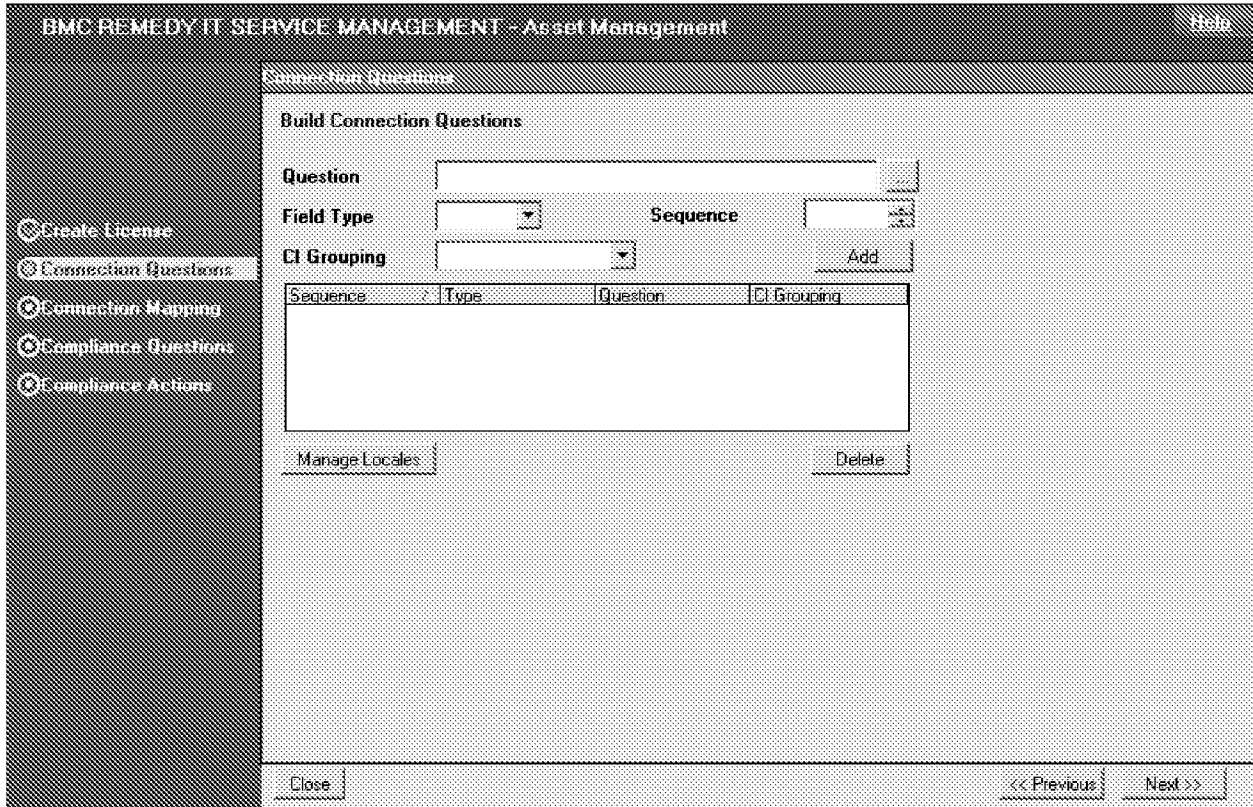 BMC REMEDY IT SERVICE MANAGEMENT - Asset Management
Help
Connection Questions
Build Connection Questions
Question
...
Field Type
Sequence
CI Grouping
Add
Create License
Connection Questions
Connection Mapping
Compliance Questions
Compliance Actions
Sequence / Type Question CI Grouping
Manage Locales
Delete
Close
<< Previous
Next >>